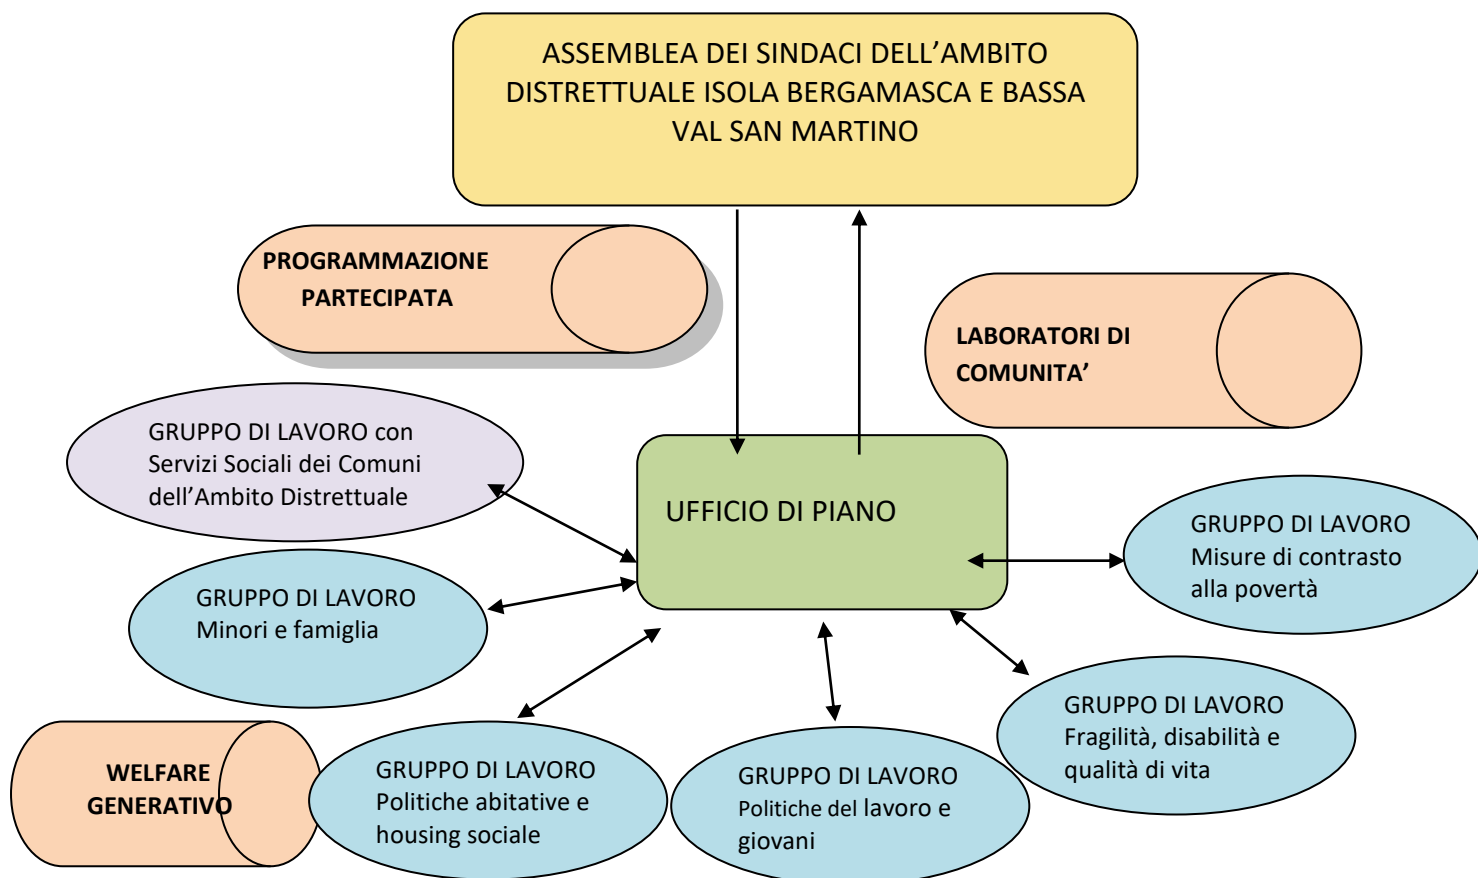 ASSEMBLEA DEI SINDACI DELL’AMBITO
DISTRETTUALE ISOLA BERGAMASCA E BASSA
VAL SAN MARTINO
PROGRAMMAZIONE
PARTECIPATA
LABORATORI DI
COMUNITA’
GRUPPO DI LAVORO con
Servizi Sociali dei Comuni
dell’Ambito Distrettuale
UFFICIO DI PIANO
GRUPPO DI LAVORO
Misure di contrasto
alla povertà
GRUPPO DI LAVORO
Minori e famiglia
GRUPPO DI LAVORO
Fragilità, disabilità e
qualità di vita
WELFARE
GENERATIVO
GRUPPO DI LAVORO
Politiche abitative e
housing sociale
GRUPPO DI LAVORO
Politiche del lavoro e
giovani